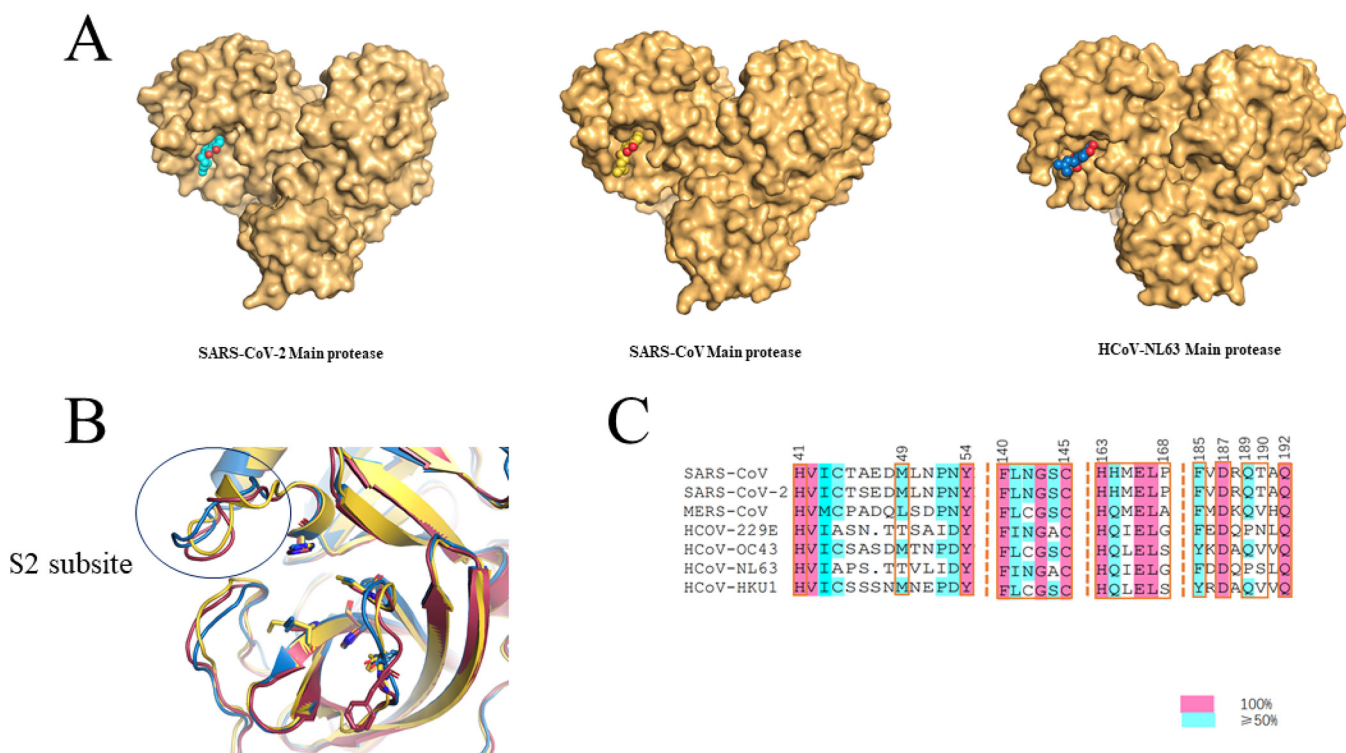 A
SARS-CoV-2 Main protease
SARS-CoV Main protease
HCoV-NL63 Main protease
B
S2 subsite
C
41 49 54 140 145 163 168 185 187 189 190 192
SARS-CoV HVICTAEDMLNPNY FLNGSC HHMELP FVDRQTAQ
SARS-CoV-2 HVICTSEDMLNPNY FLNGSC HHMELP FVDRQTAQ
MERS-CoV HVMCPADQLSDPNY FLCGSC HQMELA FMDKQVHQ
HCOV-229E HVIASN.TTSAIDY FINGAC HQIELG FEDQPNLQ
HCoV-OC43 HVICSASDMTNPDY FLCGSC HQLELS YKDAQVVQ
HCoV-NL63 HVIAPS.TTVLIDY FINGAC HQIELG FDDQPSLQ
HCoV-HKU1 HVICSSSNMNEPDY FLCGSC HQLELS YRDAQVVQ
100%
≥50%